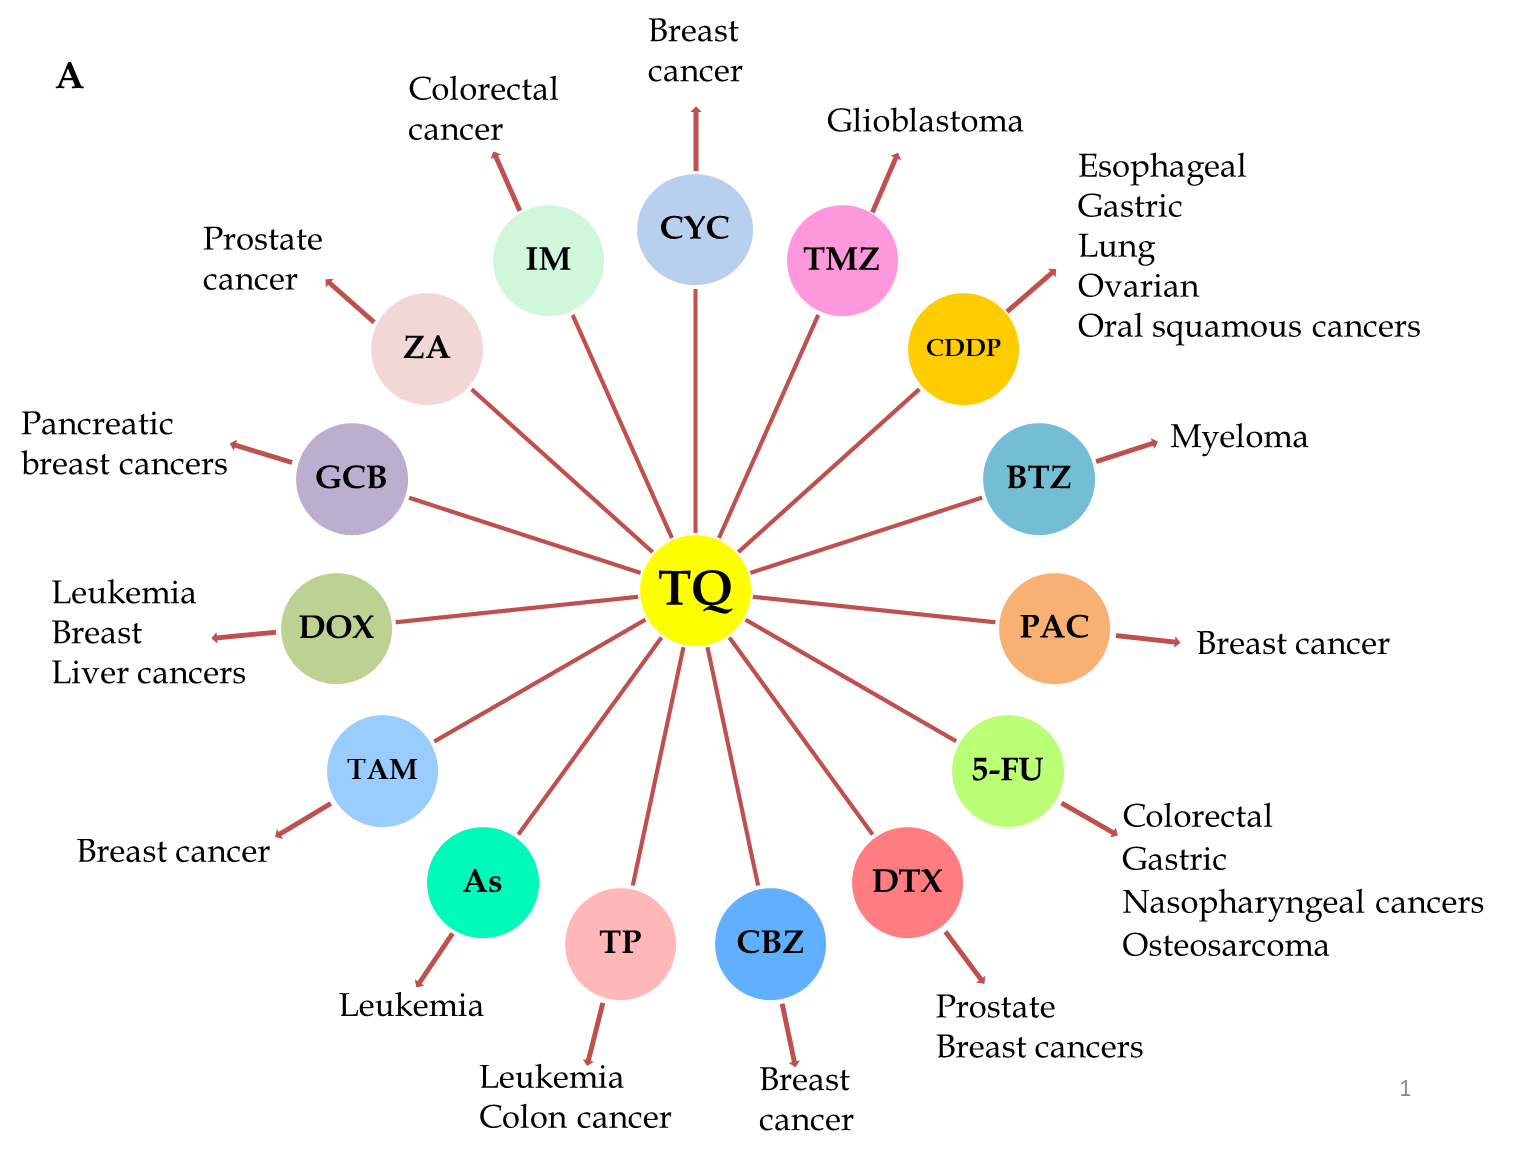 A
Breast
cancer
Colorectal
cancer
Glioblastoma
Esophageal
Gastric
Lung
Ovarian
Oral squamous cancers
Prostate
cancer
CYC
IM
TMZ
ZA
CDDP
Pancreatic
breast cancers
Myeloma
GCB
BTZ
TQ
Leukemia
Breast
Liver cancers
DOX
PAC
Breast cancer
TAM
5-FU
Breast cancer
Colorectal
Gastric
Nasopharyngeal cancers
Osteosarcoma
As
DTX
TP
CBZ
Leukemia
Prostate
Breast cancers
Leukemia
Colon cancer
Breast
cancer
1